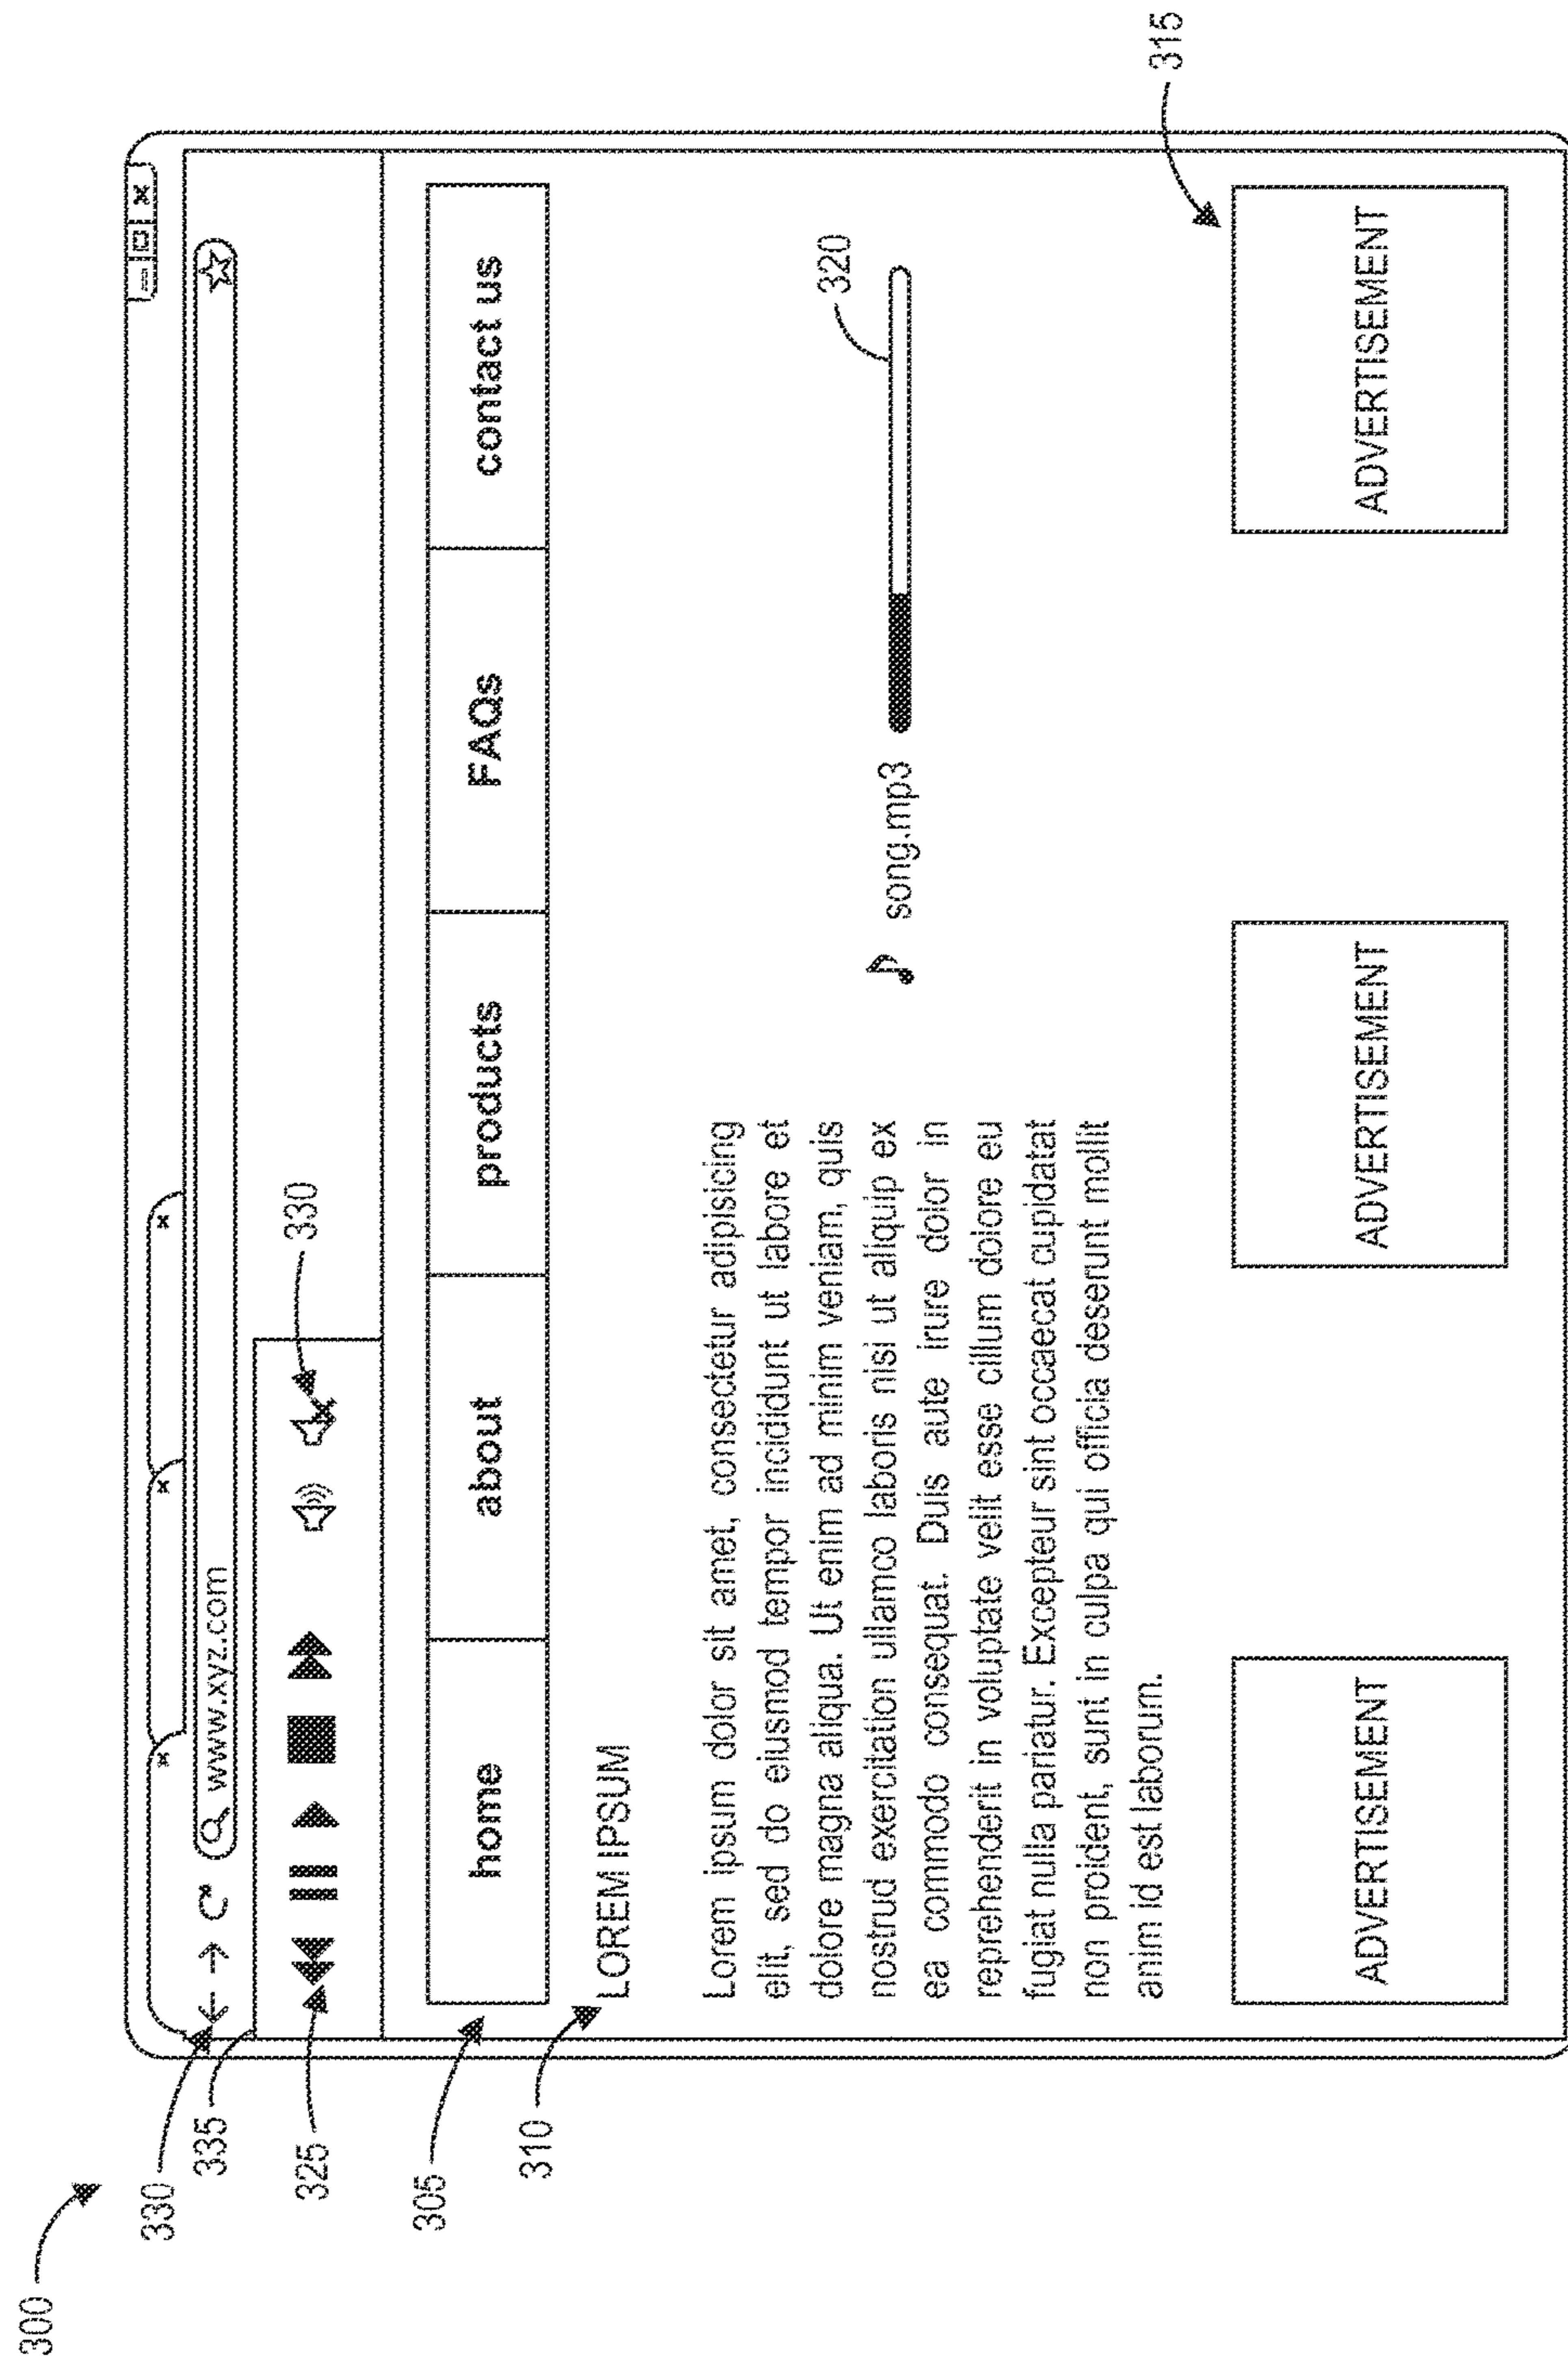 300
330
335
www.xyz.com
325
330
305
home about products FAQs contact us
310
LOREM IPSUM
Lorem ipsum dolor sit amet, consectetur adipisicing
elit, sed do eiusmod tempor incididunt ut labore et
dolore magna aliqua. Ut enim ad minim veniam, quis
nostrud exercitation ullamco laboris nisi ut aliquip ex
ea commodo consequat. Duis aute irure dolor in
reprehenderit in voluptate velit esse cillum dolore eu
fugiat nulla pariatur. Excepteur sint occaecat cupidatat
non proident, sunt in culpa qui officia deserunt mollit
anim id est laborum.
320
song.mp3
315
ADVERTISEMENT ADVERTISEMENT ADVERTISEMENT